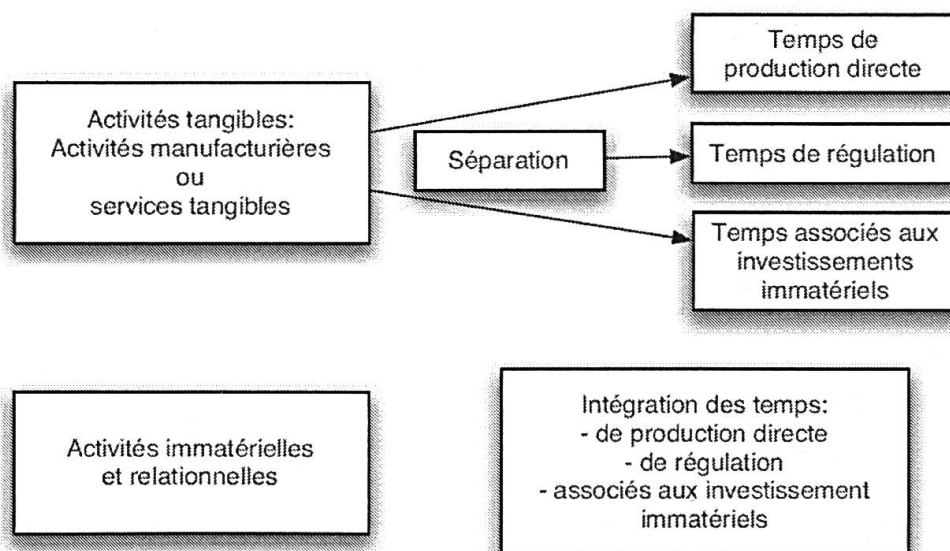 Activités tangibles:
Activités manufacturières
ou
services tangibles
Séparation
Temps de
production directe
Temps de régulation
Temps associés aux
investissements
immatériels
Activités immatérielles
et relationnelles
Intégration des temps:
- de production directe
- de régulation
- associés aux investissement
immatériels